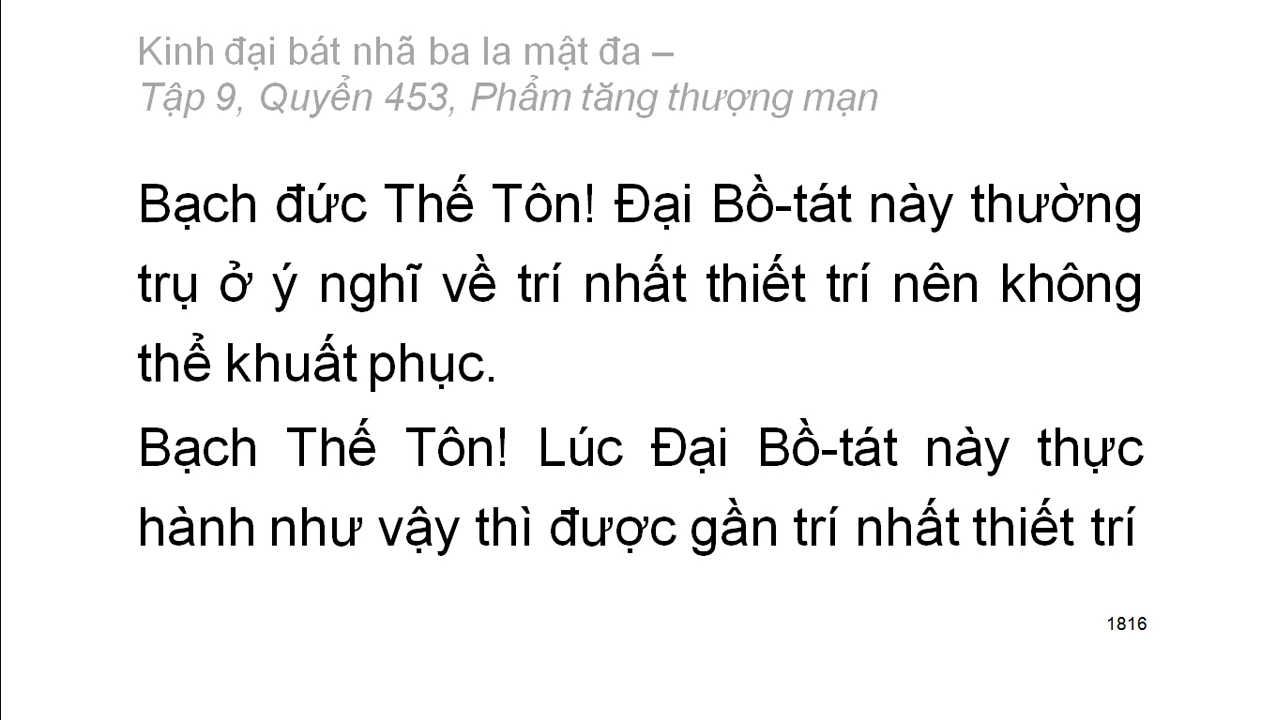 Kinh đại bát nhã ba la mật đa –
Tập 9, Quyển 453, Phẩm tăng thượng mạn
Bạch đức Thế Tôn! Đại Bồ-tát này thường
trụ ở ý nghĩ về trí nhất thiết trí nên không
thể khuất phục.
Bạch Thế Tôn! Lúc Đại Bồ-tát này thực
hành như vậy thì được gần trí nhất thiết trí
1816